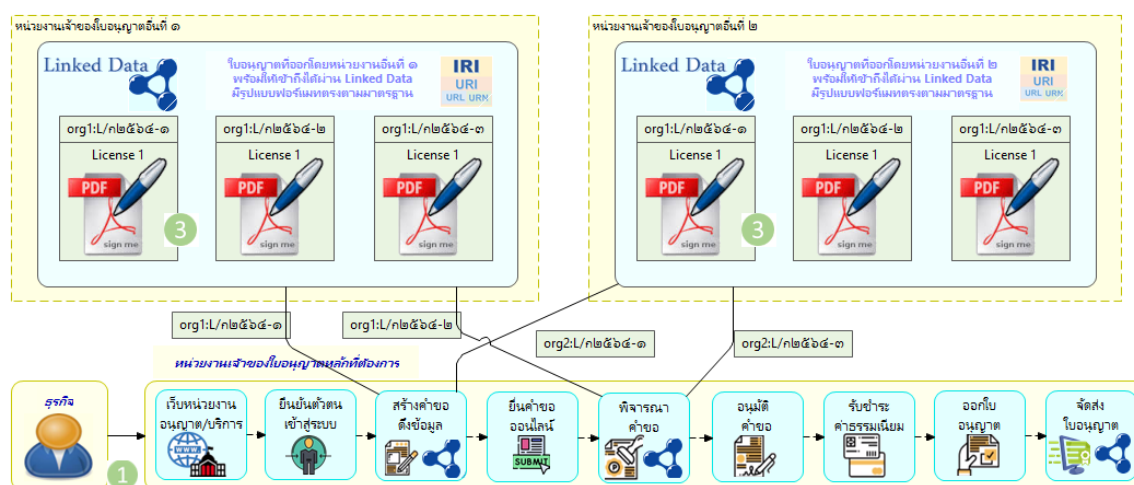 หน่วยงานเจ้าของใบอนุญาตอื่นที่ ๑
Linked Data
ใบอนุญาตที่ออกโดยหน่วยงานอื่นที่ ๑
พร้อมให้เข้าถึงได้ผ่าน Linked Data
มีรูปแบบฟอร์แมทตรงตามมาตรฐาน
IRI
URI
URL URN
org1:L/ก๒๕๖๔-๑
License 1
PDF
sign me
org1:L/ก๒๕๖๔-๒
License 1
PDF
sign me
org1:L/ก๒๕๖๔-๓
License 1
PDF
sign me
3
หน่วยงานเจ้าของใบอนุญาตอื่นที่ ๒
Linked Data
ใบอนุญาตที่ออกโดยหน่วยงานอื่นที่ ๒
พร้อมให้เข้าถึงได้ผ่าน Linked Data
มีรูปแบบฟอร์แมทตรงตามมาตรฐาน
IRI
URI
URL URN
org1:L/ก๒๕๖๔-๑
License 1
PDF
sign me
org1:L/ก๒๕๖๔-๒
License 1
PDF
sign me
org1:L/ก๒๕๖๔-๓
License 1
PDF
sign me
3
org1:L/ก๒๕๖๔-๑
org1:L/ก๒๕๖๔-๒
org2:L/ก๒๕๖๔-๑
org2:L/ก๒๕๖๔-๓
หน่วยงานเจ้าของใบอนุญาตหลักที่ต้องการ
ธุรกิจ
1
เว็บหน่วยงาน
อนุญาต/บริการ
WWW
ยืนยันตัวตน
เข้าสู่ระบบ
สร้างคำขอ
ดึงข้อมูล
ยื่นคำขอ
ออนไลน์
SUBMIT
พิจารณา
คำขอ
อนุมัติ
คำขอ
รับชำระ
ค่าธรรมเนียม
ออกใบ
อนุญาต
จัดส่ง
ใบอนุญาต